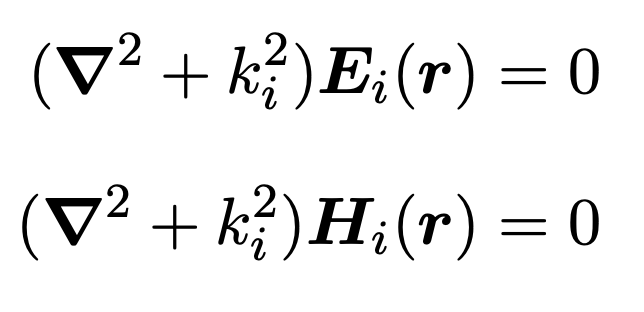 (∇² + kᵢ²)Eᵢ(r) = 0
(∇² + kᵢ²)Hᵢ(r) = 0